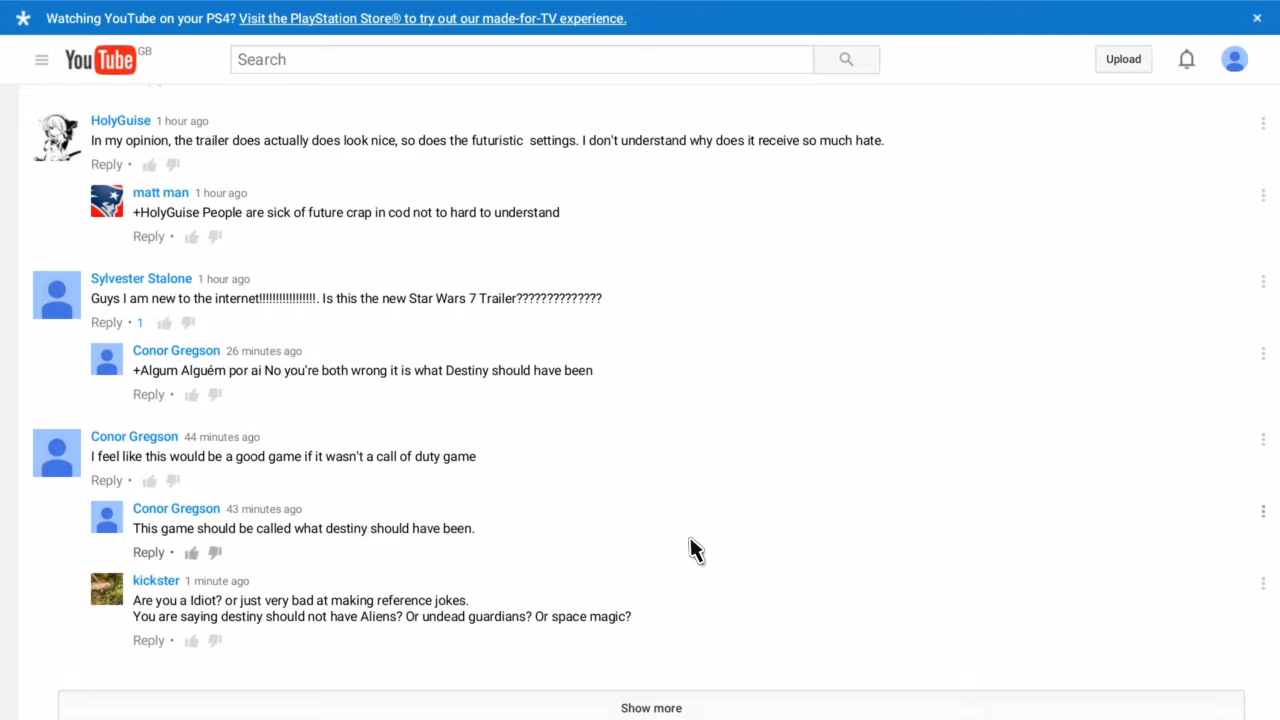 Watching YouTube on your PS4? Visit the PlayStation Store® to try out our made-for-TV experience.
YouTube GB
Search
Upload
HolyGuise 1 hour ago
In my opinion, the trailer does actually does look nice, so does the futuristic settings. I don't understand why does it receive so much hate.
Reply •
matt man 1 hour ago
+HolyGuise People are sick of future crap in cod not to hard to understand
Reply •
Sylvester Stalone 1 hour ago
Guys I am new to the internet!!!!!!!!!!!!!!!!!. Is this the new Star Wars 7 Trailer??????????????
Reply • 1
Conor Gregson 26 minutes ago
+Algum Alguém por ai No you're both wrong it is what Destiny should have been
Reply •
Conor Gregson 44 minutes ago
I feel like this would be a good game if it wasn't a call of duty game
Reply •
Conor Gregson 43 minutes ago
This game should be called what destiny should have been.
Reply •
kickster 1 minute ago
Are you a Idiot? or just very bad at making reference jokes.
You are saying destiny should not have Aliens? Or undead guardians? Or space magic?
Reply •
Show more